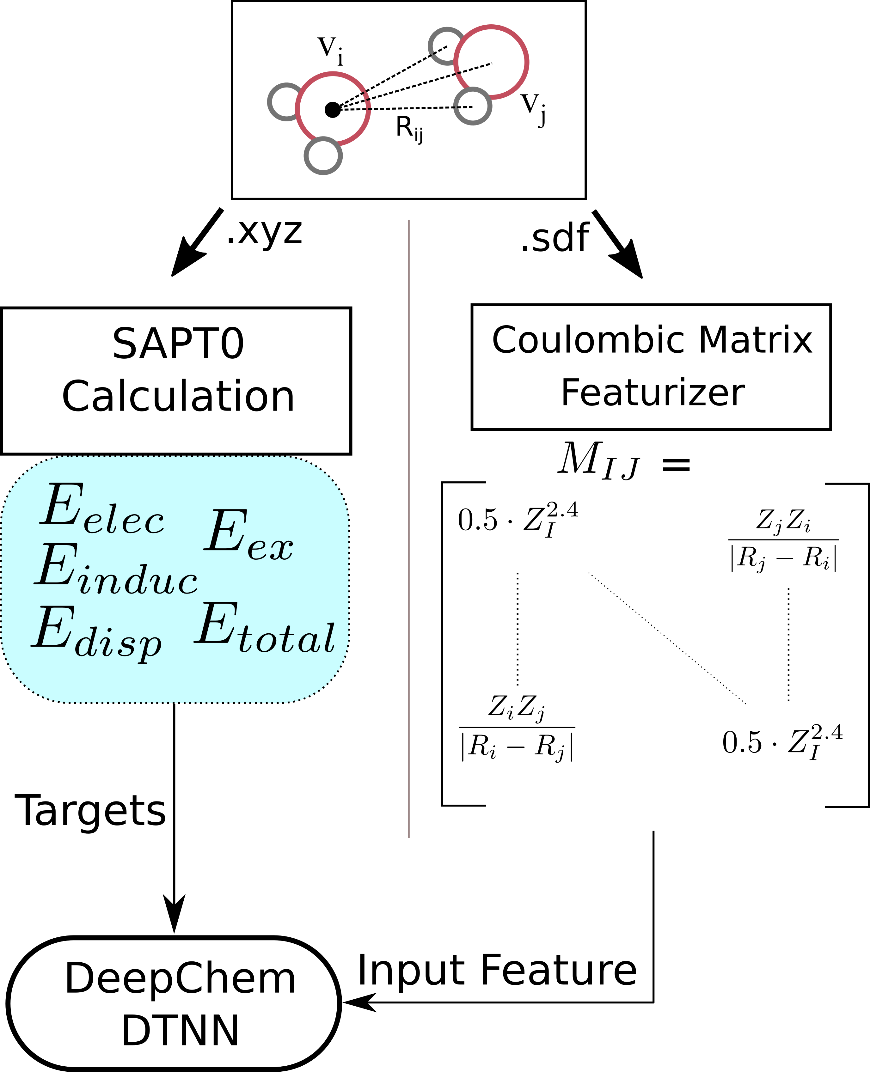 V_i
V_j
R_ij
.xyz
.sdf
SAPT0
Calculation
Coulombic Matrix
Featurizer
E_elec
E_ex
E_induc
E_disp
E_total
M_IJ =
0.5 · Z_I^2.4
Z_j Z_i
|R_j − R_i|
Z_i Z_j
|R_i − R_j|
0.5 · Z_I^2.4
Targets
Input Feature
DeepChem
DTNN